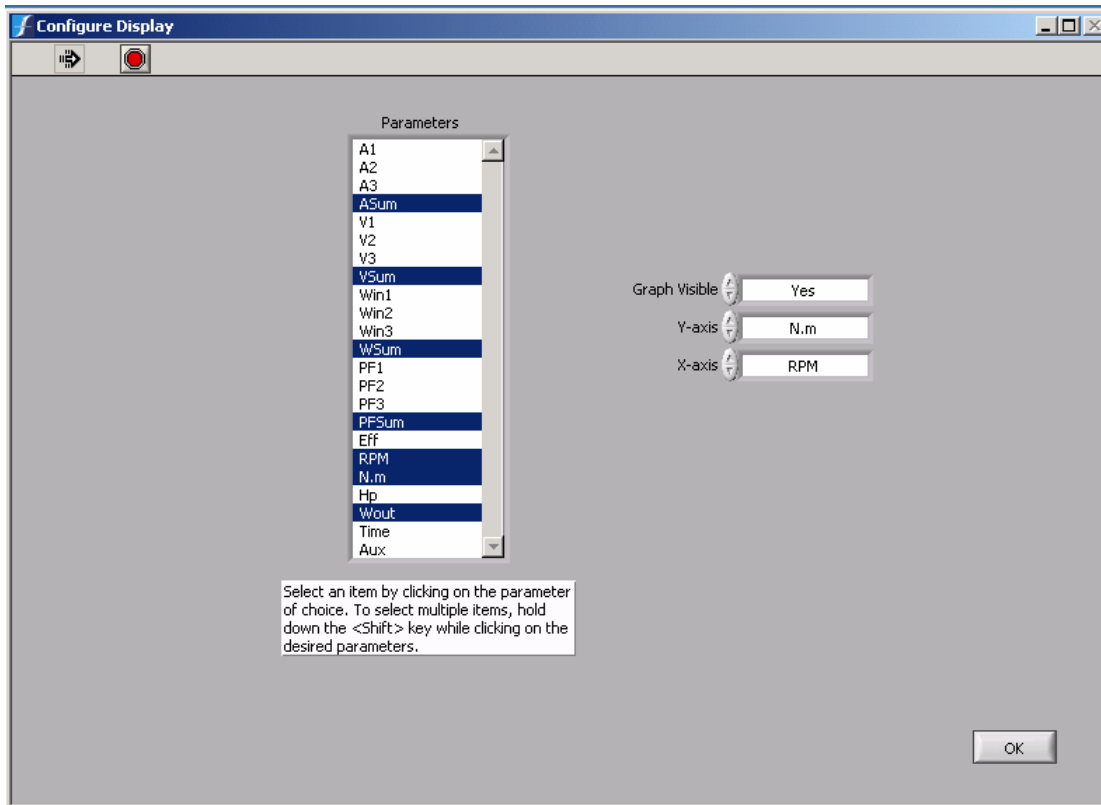 Configure Display
Parameters
A1
A2
A3
ASum
V1
V2
V3
VSum
Win1
Win2
Win3
WSum
PF1
PF2
PF3
PFSum
Eff
RPM
N.m
Hp
Wout
Time
Aux
Graph Visible Yes
Y-axis N.m
X-axis RPM
Select an item by clicking on the parameter
of choice. To select multiple items, hold
down the <Shift> key while clicking on the
desired parameters.
OK